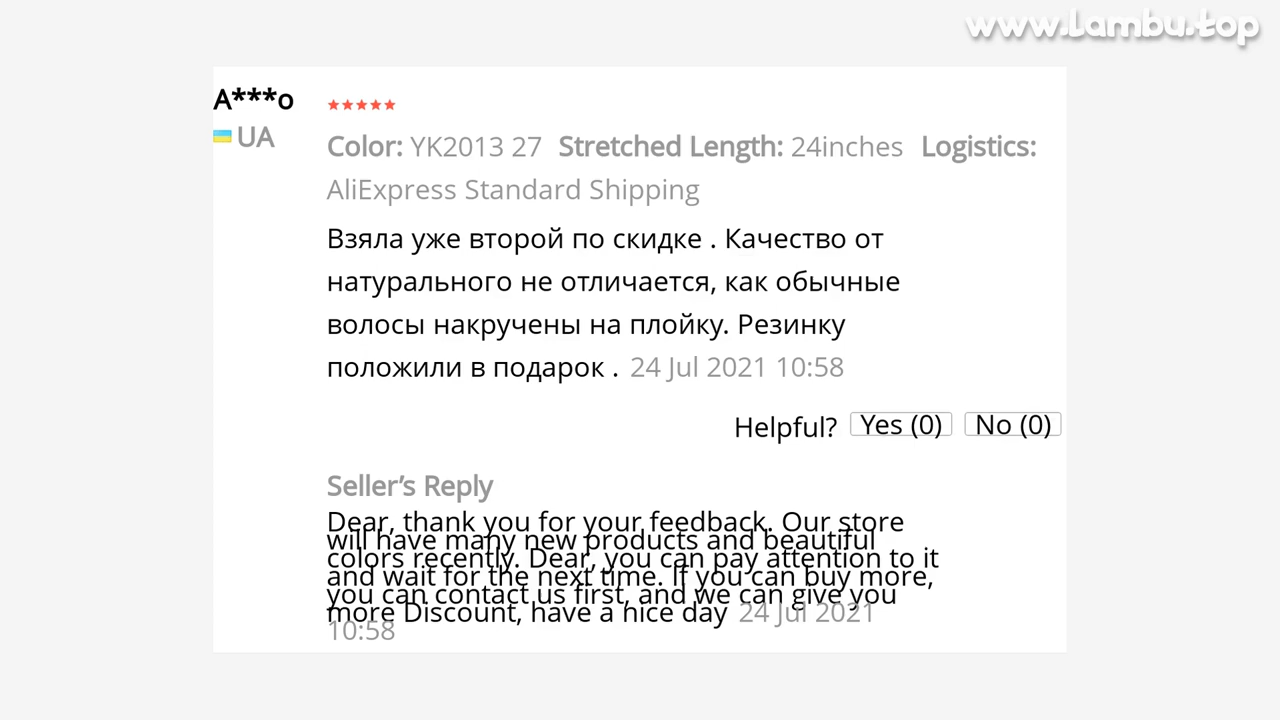 www.Lambu.top
A***o
UA
Color: YK2013 27 Stretched Length: 24inches Logistics:
AliExpress Standard Shipping
Взяла уже второй по скидке . Качество от
натурального не отличается, как обычные
волосы накручены на плойку. Резинку
положили в подарок . 24 Jul 2021 10:58
Helpful? Yes (0) No (0)
Seller’s Reply
Dear, thank you for your feedback. Our store
will have many new products and beautiful
colors recently. Dear, you can pay attention to it
and wait for the next time. If you can buy more,
you can contact us first, and we can give you
more Discount, have a nice day 24 Jul 2021
10:58